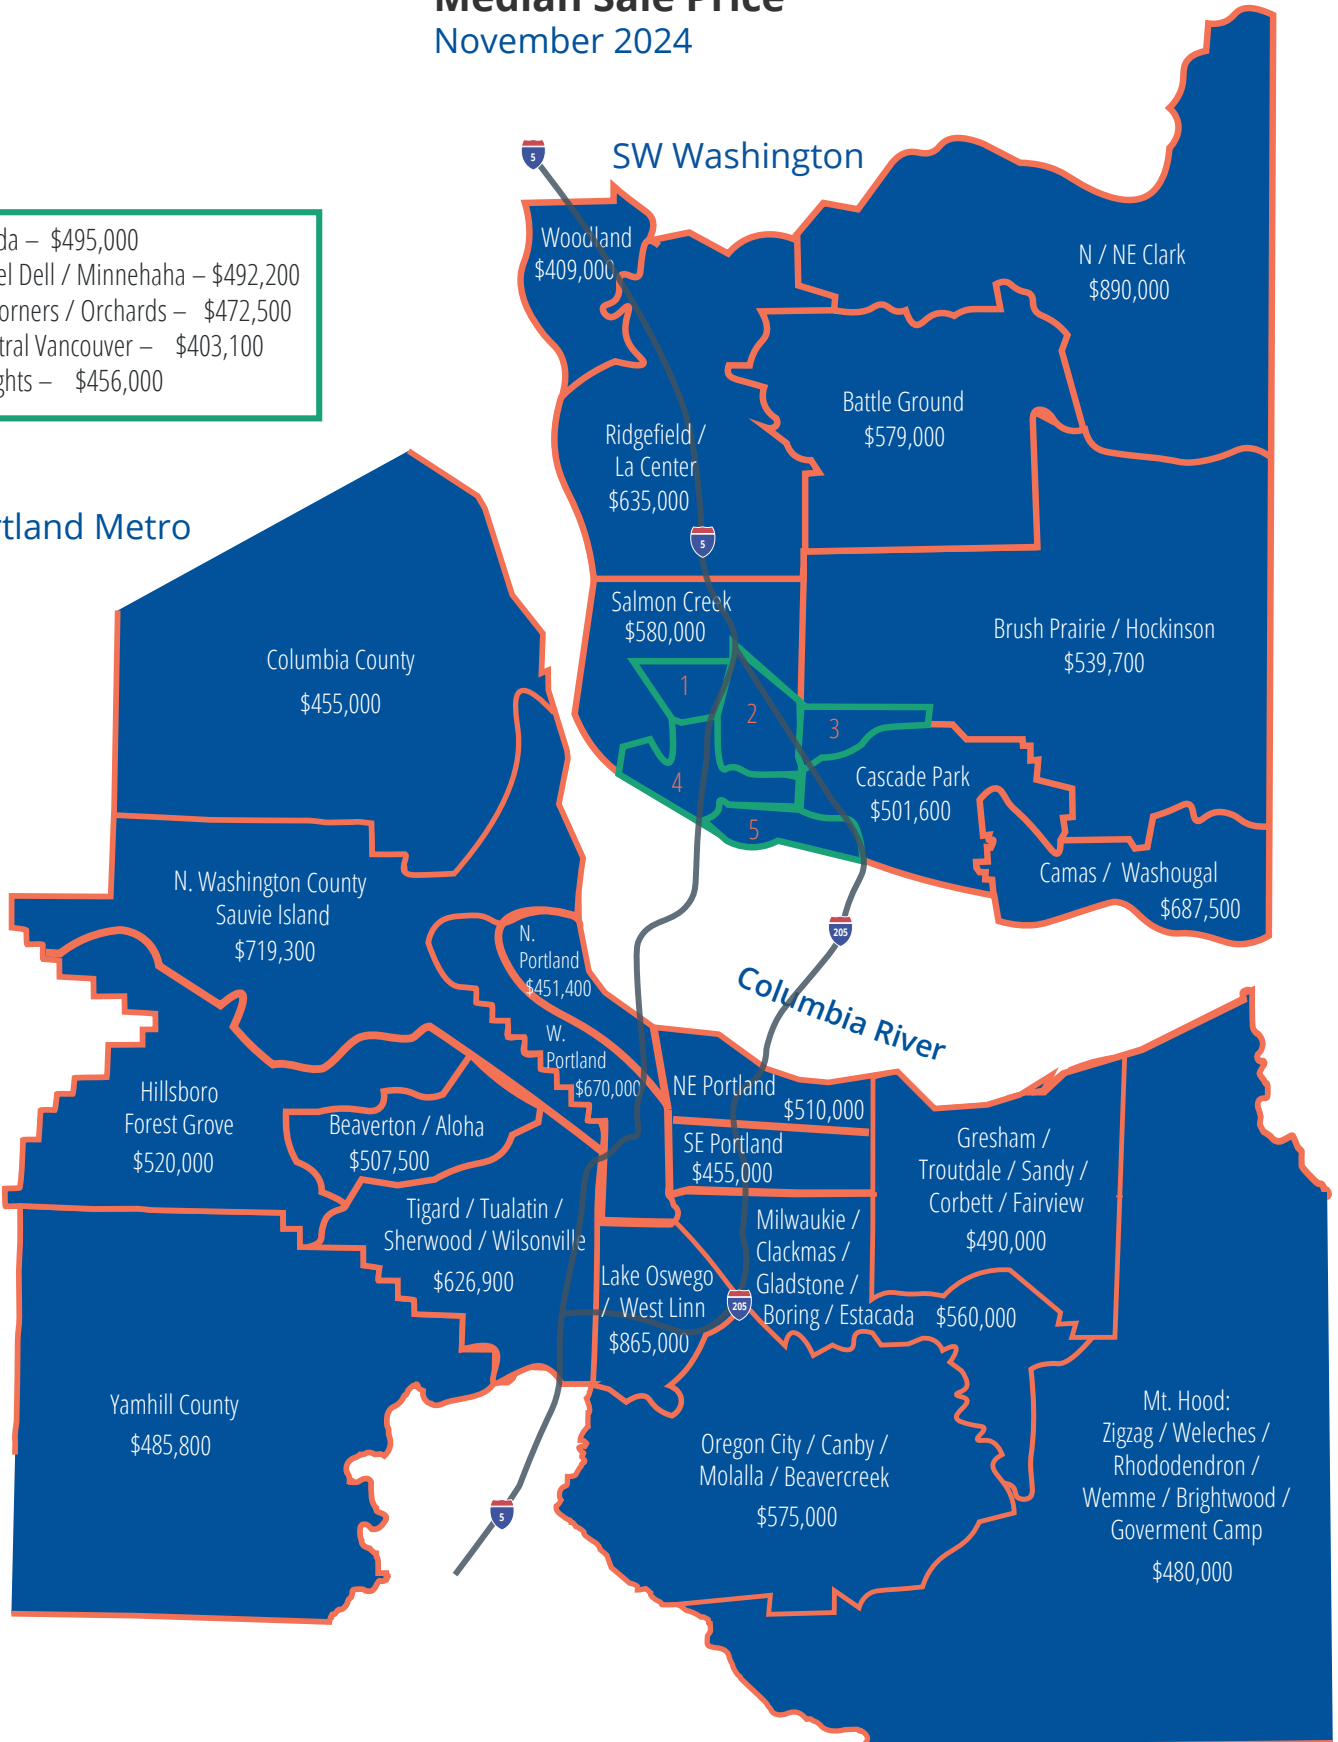 Median Sale Price
November 2024
SW Washington
da – $495,000
el Dell / Minnehaha – $492,200
orners / Orchards – $472,500
tral Vancouver – $403,100
ghts – $456,000
5
Woodland
$409,000
N / NE Clark
$890,000
Battle Ground
$579,000
Ridgefield /
La Center
$635,000
5
rtland Metro
Salmon Creek
$580,000
Brush Prairie / Hockinson
$539,700
Columbia County
$455,000
1
2
3
4
5
Cascade Park
$501,600
Camas / Washougal
$687,500
N. Washington County
Sauvie Island
$719,300
N.
Portland
$451,400
205
Columbia River
W.
Portland
$670,000
NE Portland
$510,000
Hillsboro
Forest Grove
$520,000
Beaverton / Aloha
$507,500
SE Portland
$455,000
Gresham /
Troutdale / Sandy /
Corbett / Fairview
$490,000
Tigard / Tualatin /
Sherwood / Wilsonville
$626,900
Milwaukie /
Clackmas /
Gladstone /
Boring / Estacada $560,000
Lake Oswego
/ West Linn
$865,000
205
Yamhill County
$485,800
Oregon City / Canby /
Molalla / Beavercreek
$575,000
Mt. Hood:
Zigzag / Weleches /
Rhododendron /
Wemme / Brightwood /
Goverment Camp
$480,000
5